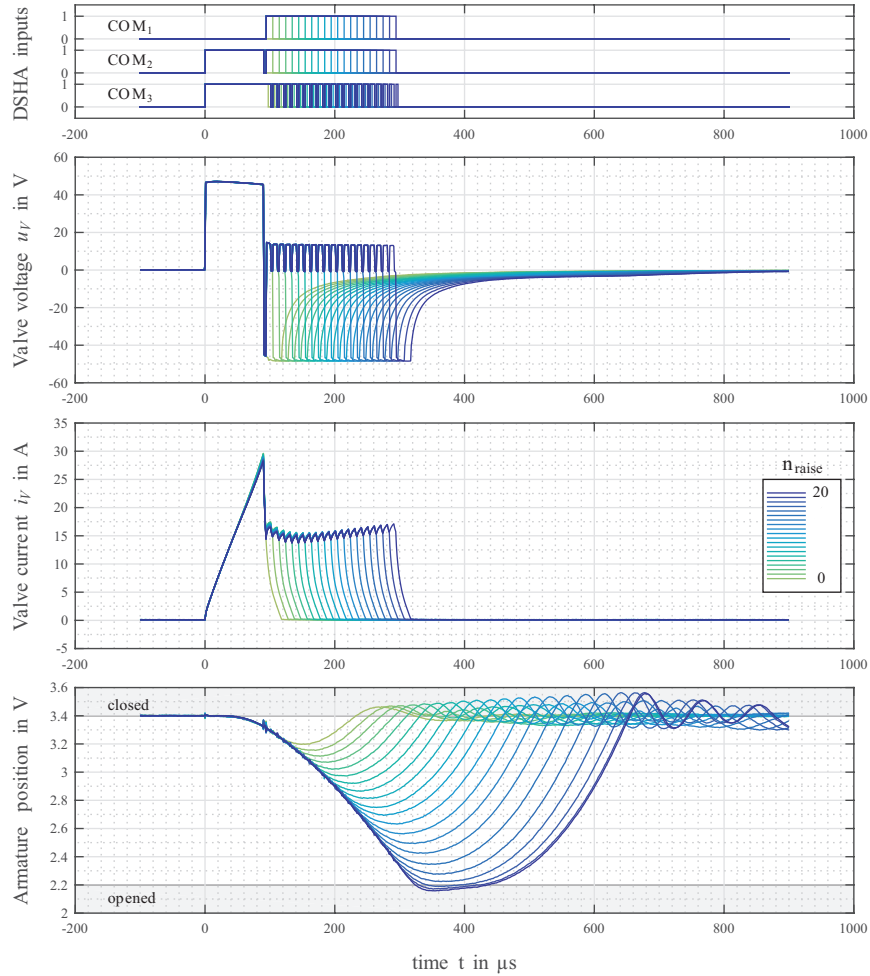 DSHA inputs
1
COM1
0
1
COM2
0
1
COM3
0
-200 0 200 400 600 800 1000
Valve voltage uV in V
60
40
20
0
-20
-40
-60
-200 0 200 400 600 800 1000
Valve current iV in A
35
30
25
20
15
10
5
0
-5
nraise
20
0
-200 0 200 400 600 800 1000
Armature position in V
3.6
closed
3.4
3.2
3
2.8
2.6
2.4
2.2
opened
2
-200 0 200 400 600 800 1000
time t in µs